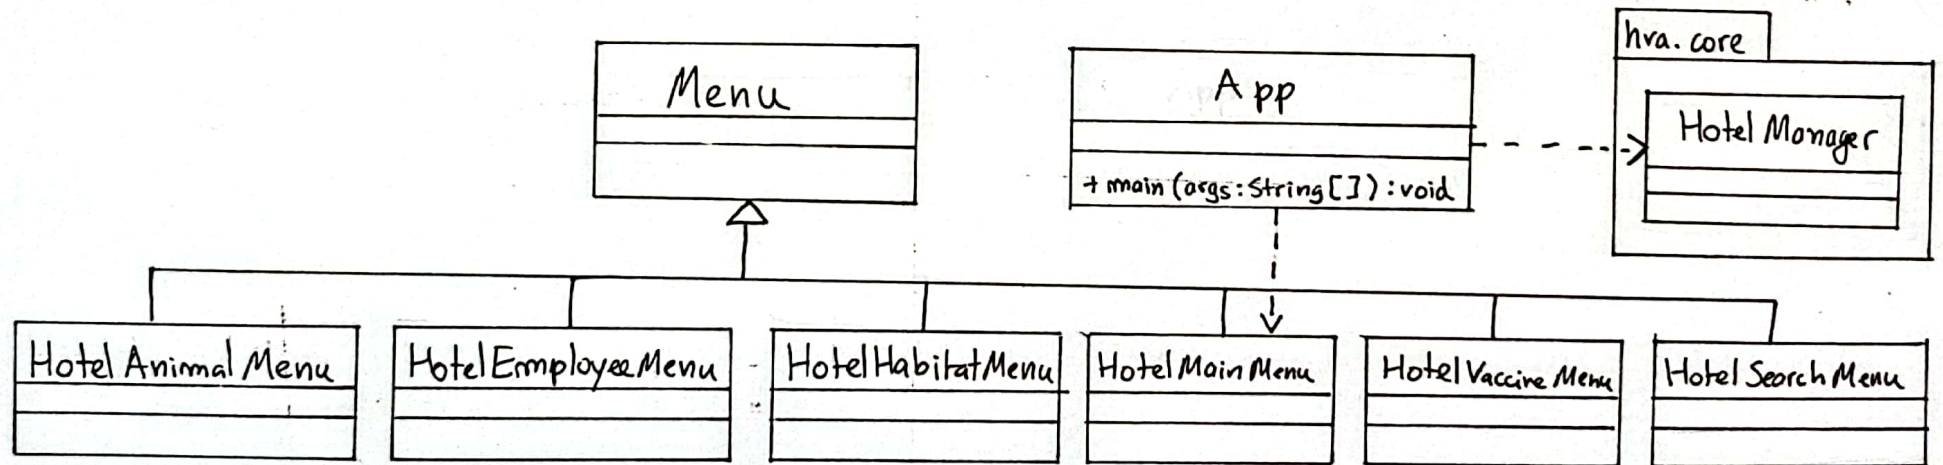 hva.core
Menu
App
Hotel Manager
+ main (args: String[]) : void
Hotel Animal Menu
Hotel Employee Menu
Hotel Habitat Menu
Hotel Main Menu
Hotel Vaccine Menu
Hotel Search Menu